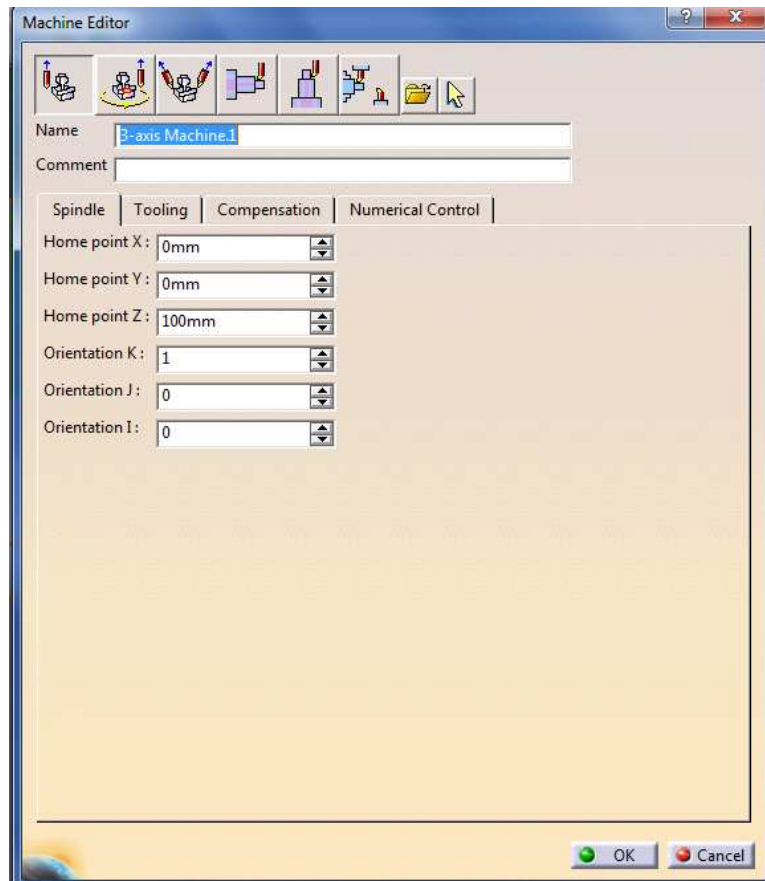 Machine Editor
?
X
Name 3-axis Machine.1
Comment
Spindle Tooling Compensation Numerical Control
Home point X : 0mm
Home point Y : 0mm
Home point Z : 100mm
Orientation K : 1
Orientation J : 0
Orientation I : 0
OK Cancel